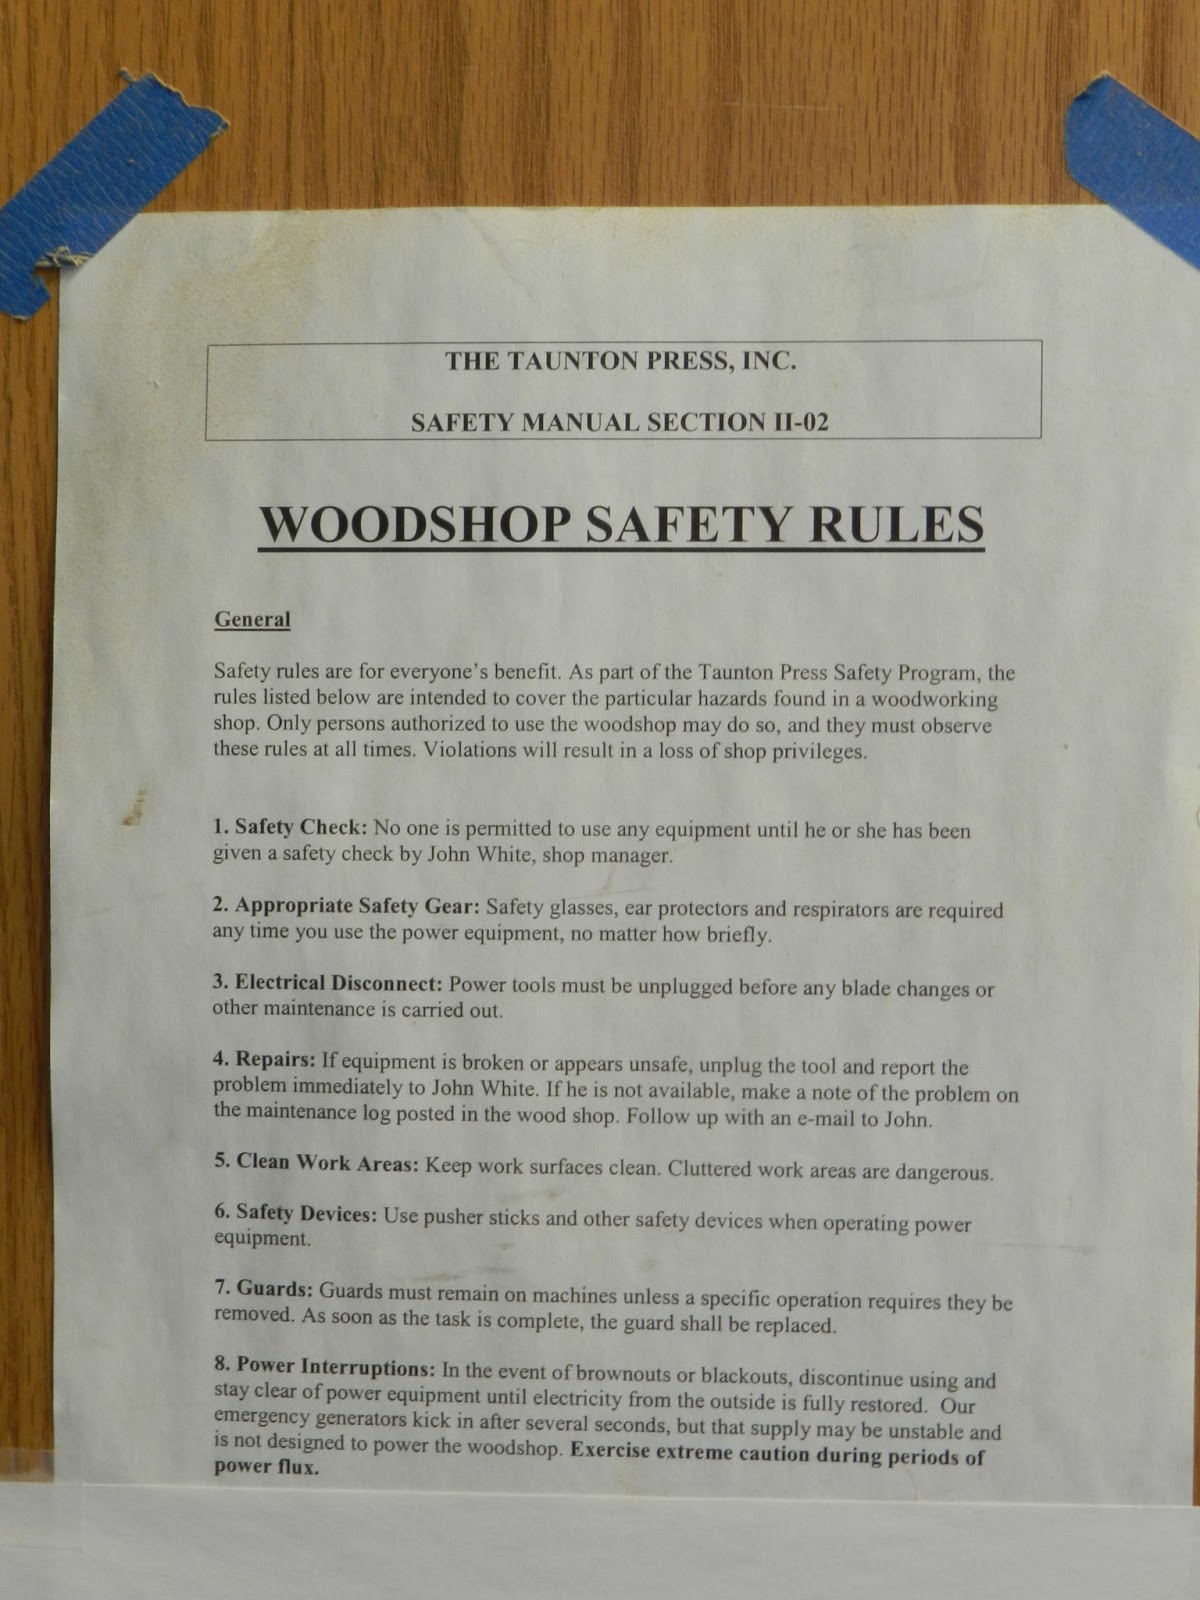 THE TAUNTON PRESS, INC.
SAFETY MANUAL SECTION II-02
WOODSHOP SAFETY RULES
General
Safety rules are for everyone’s benefit. As part of the Taunton Press Safety Program, the
rules listed below are intended to cover the particular hazards found in a woodworking
shop. Only persons authorized to use the woodshop may do so, and they must observe
these rules at all times. Violations will result in a loss of shop privileges.
1. Safety Check: No one is permitted to use any equipment until he or she has been
given a safety check by John White, shop manager.
2. Appropriate Safety Gear: Safety glasses, ear protectors and respirators are required
any time you use the power equipment, no matter how briefly.
3. Electrical Disconnect: Power tools must be unplugged before any blade changes or
other maintenance is carried out.
4. Repairs: If equipment is broken or appears unsafe, unplug the tool and report the
problem immediately to John White. If he is not available, make a note of the problem on
the maintenance log posted in the wood shop. Follow up with an e-mail to John.
5. Clean Work Areas: Keep work surfaces clean. Cluttered work areas are dangerous.
6. Safety Devices: Use pusher sticks and other safety devices when operating power
equipment.
7. Guards: Guards must remain on machines unless a specific operation requires they be
removed. As soon as the task is complete, the guard shall be replaced.
8. Power Interruptions: In the event of brownouts or blackouts, discontinue using and
stay clear of power equipment until electricity from the outside is fully restored.  Our
emergency generators kick in after several seconds, but that supply may be unstable and
is not designed to power the woodshop. Exercise extreme caution during periods of
power flux.